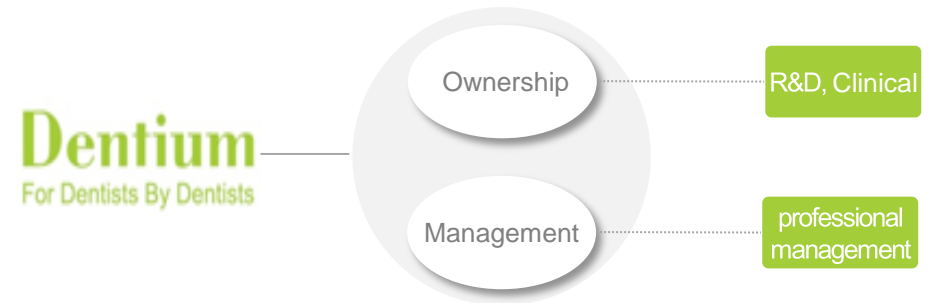 Dentium
For Dentists By Dentists
Ownership
R&D, Clinical
Management
professional
management